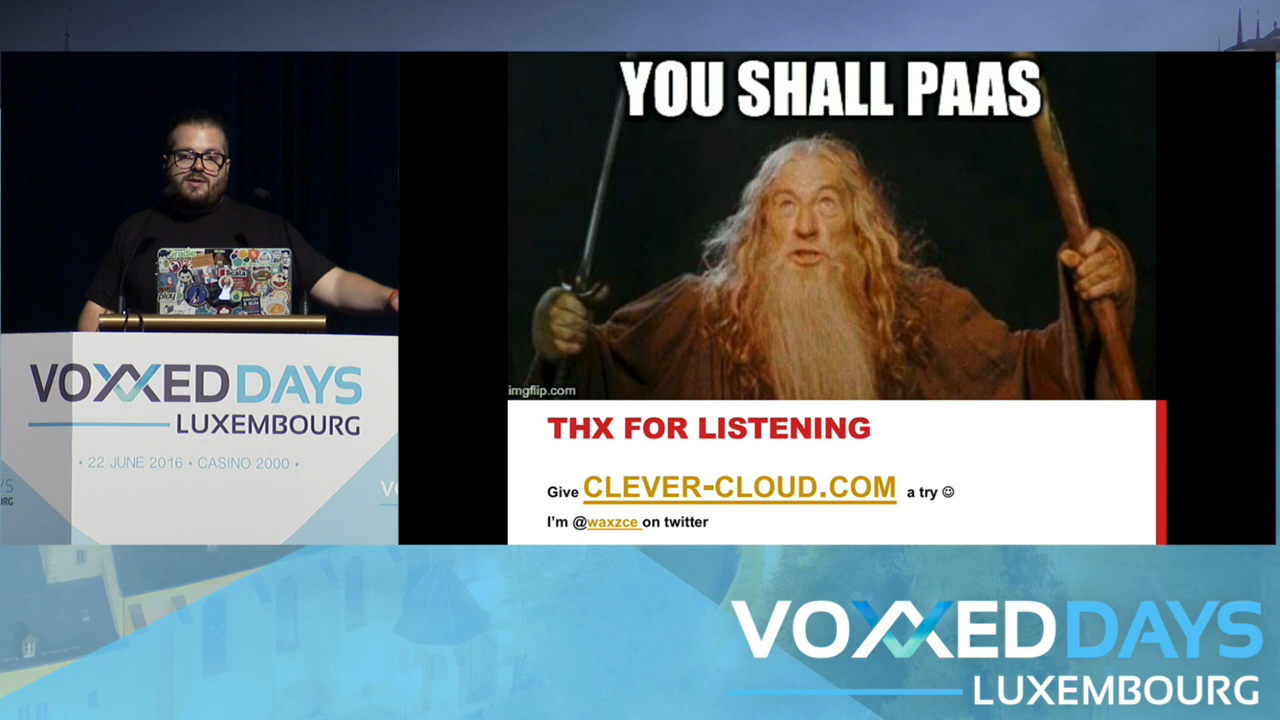 YOU SHALL PAAS
imgflip.com
THX FOR LISTENING
Give CLEVER-CLOUD.COM a try ☺
I'm @waxzce on twitter
VOXXED DAYS
LUXEMBOURG
• 22 JUNE 2016 • CASINO 2000 •
VOXXED DAYS
LUXEMBOURG